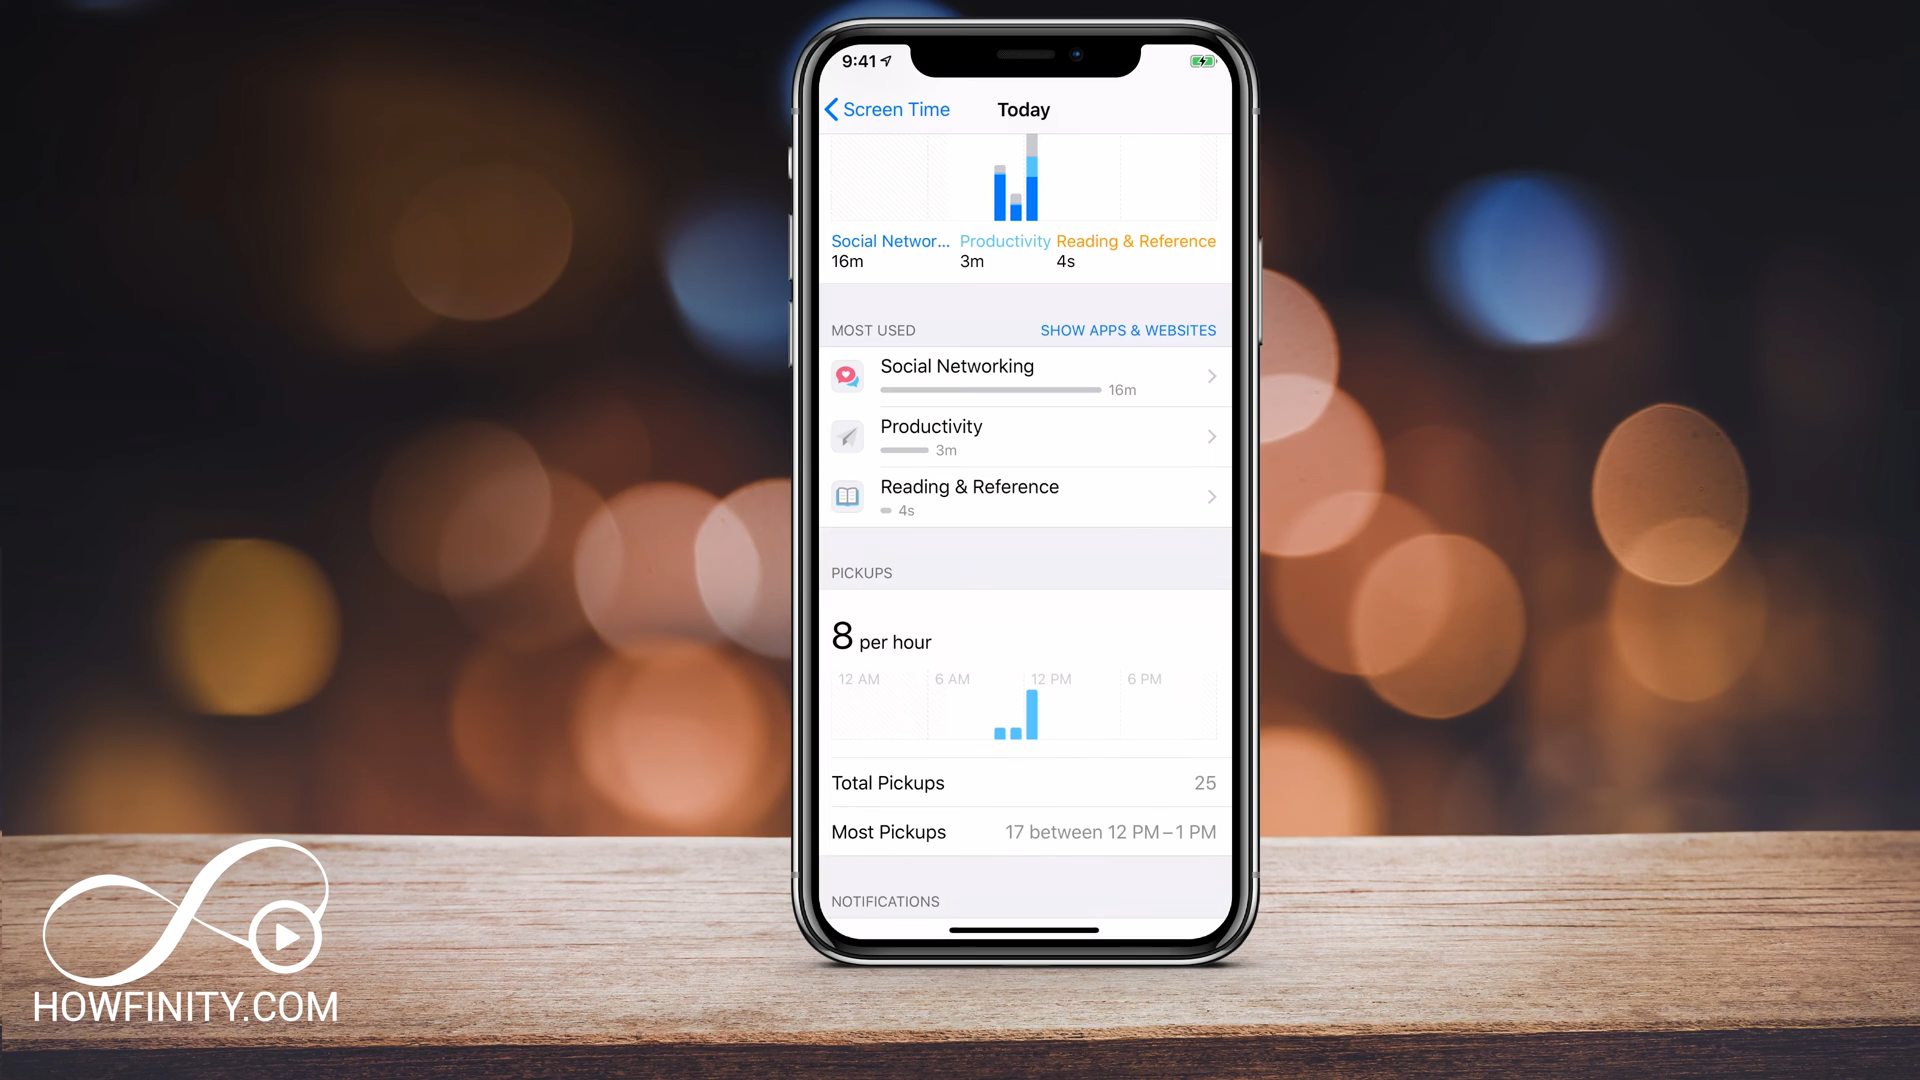 9:41
Screen Time
Today
Social Networ... Productivity Reading & Reference
16m 3m 4s
MOST USED SHOW APPS & WEBSITES
Social Networking
16m
Productivity
3m
Reading & Reference
4s
PICKUPS
8 per hour
12 AM 6 AM 12 PM 6 PM
Total Pickups 25
Most Pickups 17 between 12 PM–1 PM
NOTIFICATIONS
HOWFINITY.COM